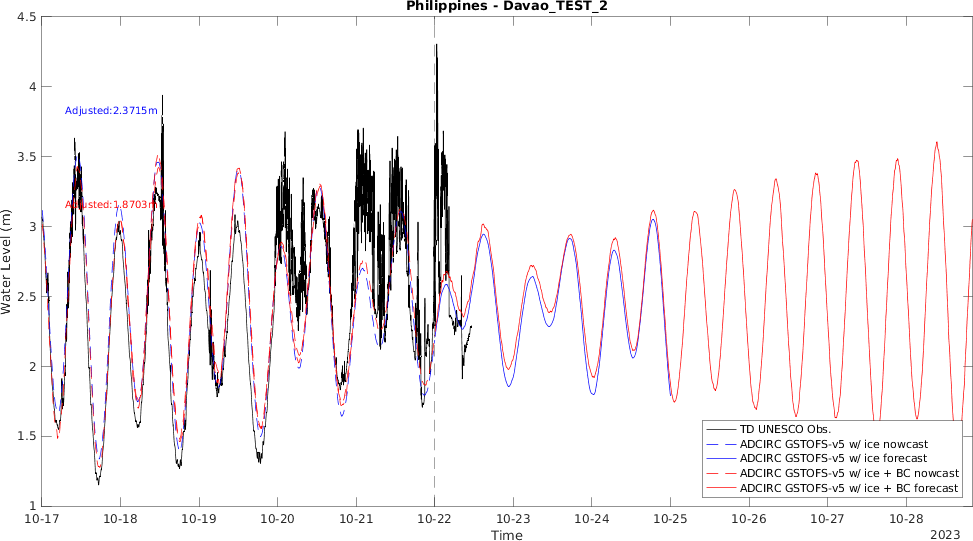 Philippines - Davao_TEST_2
4.5
4
3.5
3
2.5
2
1.5
1
Water Level (m)
Adjusted:2.3715m
Adjusted:1.8703m
TD UNESCO Obs.
ADCIRC GSTOFS-v5 w/ ice nowcast
ADCIRC GSTOFS-v5 w/ ice forecast
ADCIRC GSTOFS-v5 w/ ice + BC nowcast
ADCIRC GSTOFS-v5 w/ ice + BC forecast
10-17 10-18 10-19 10-20 10-21 10-22 10-23 10-24 10-25 10-26 10-27 10-28
Time
2023